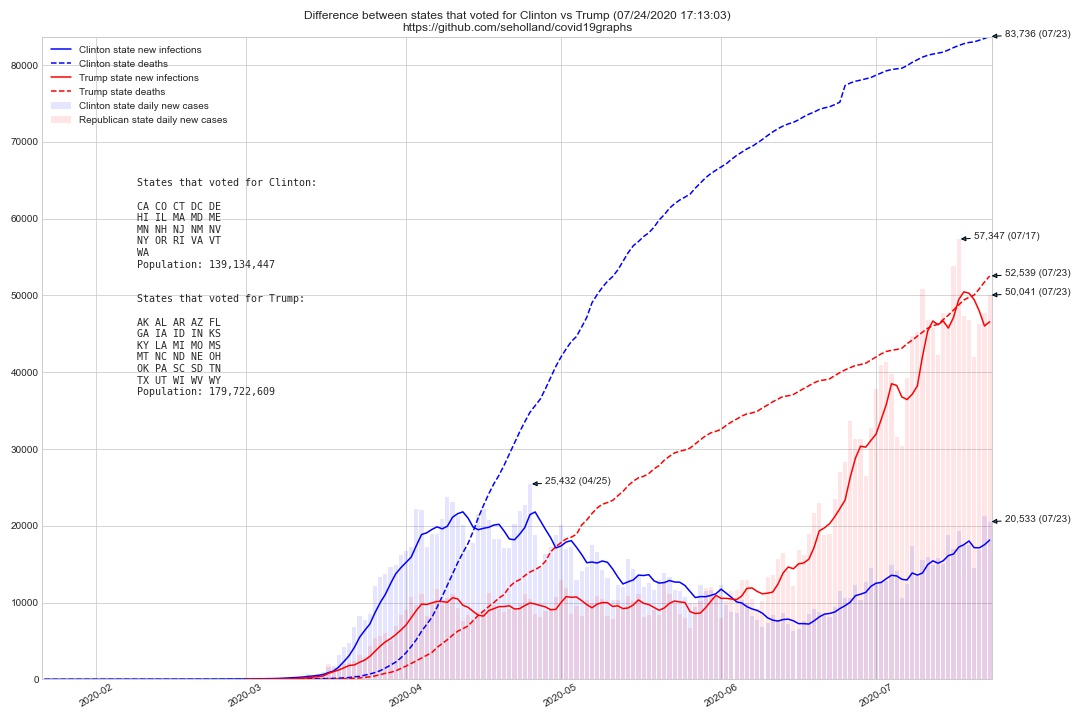 Difference between states that voted for Clinton vs Trump (07/24/2020 17:13:03)
https://github.com/seholland/covid19graphs
Clinton state new infections
Clinton state deaths
Trump state new infections
Trump state deaths
Clinton state daily new cases
Republican state daily new cases
States that voted for Clinton:
CA CO CT DC DE
HI IL MA MD ME
MN NH NJ NM NV
NY OR RI VA VT
WA
Population: 139,134,447
States that voted for Trump:
AK AL AR AZ FL
GA IA ID IN KS
KY LA MI MO MS
MT NC ND NE OH
OK PA SC SD TN
TX UT WI WV WY
Population: 179,722,609
83,736 (07/23)
57,347 (07/17)
52,539 (07/23)
50,041 (07/23)
25,432 (04/25)
20,533 (07/23)
80000
70000
60000
50000
40000
30000
20000
10000
0
2020-02
2020-03
2020-04
2020-05
2020-06
2020-07